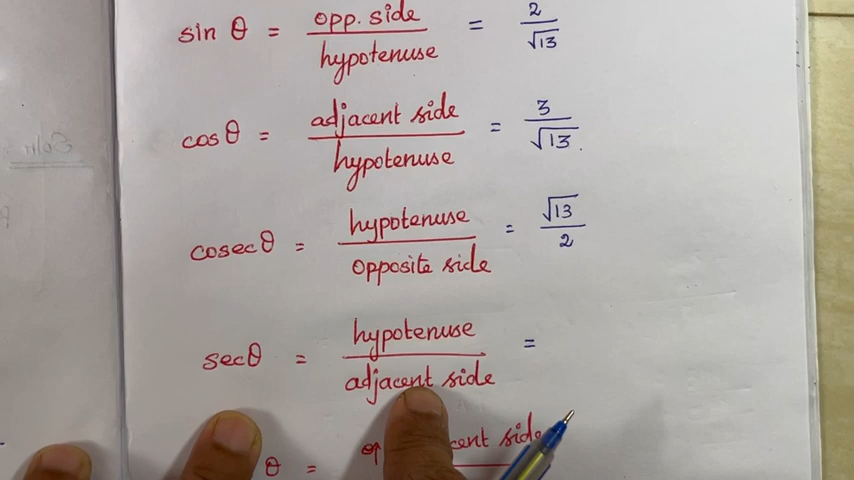 sin θ = opp. side / hypotenuse = 2 / √13
cos θ = adjacent side / hypotenuse = 3 / √13.
cosec θ = hypotenuse / opposite side = √13 / 2
sec θ = hypotenuse / adjacent side =
θ = side